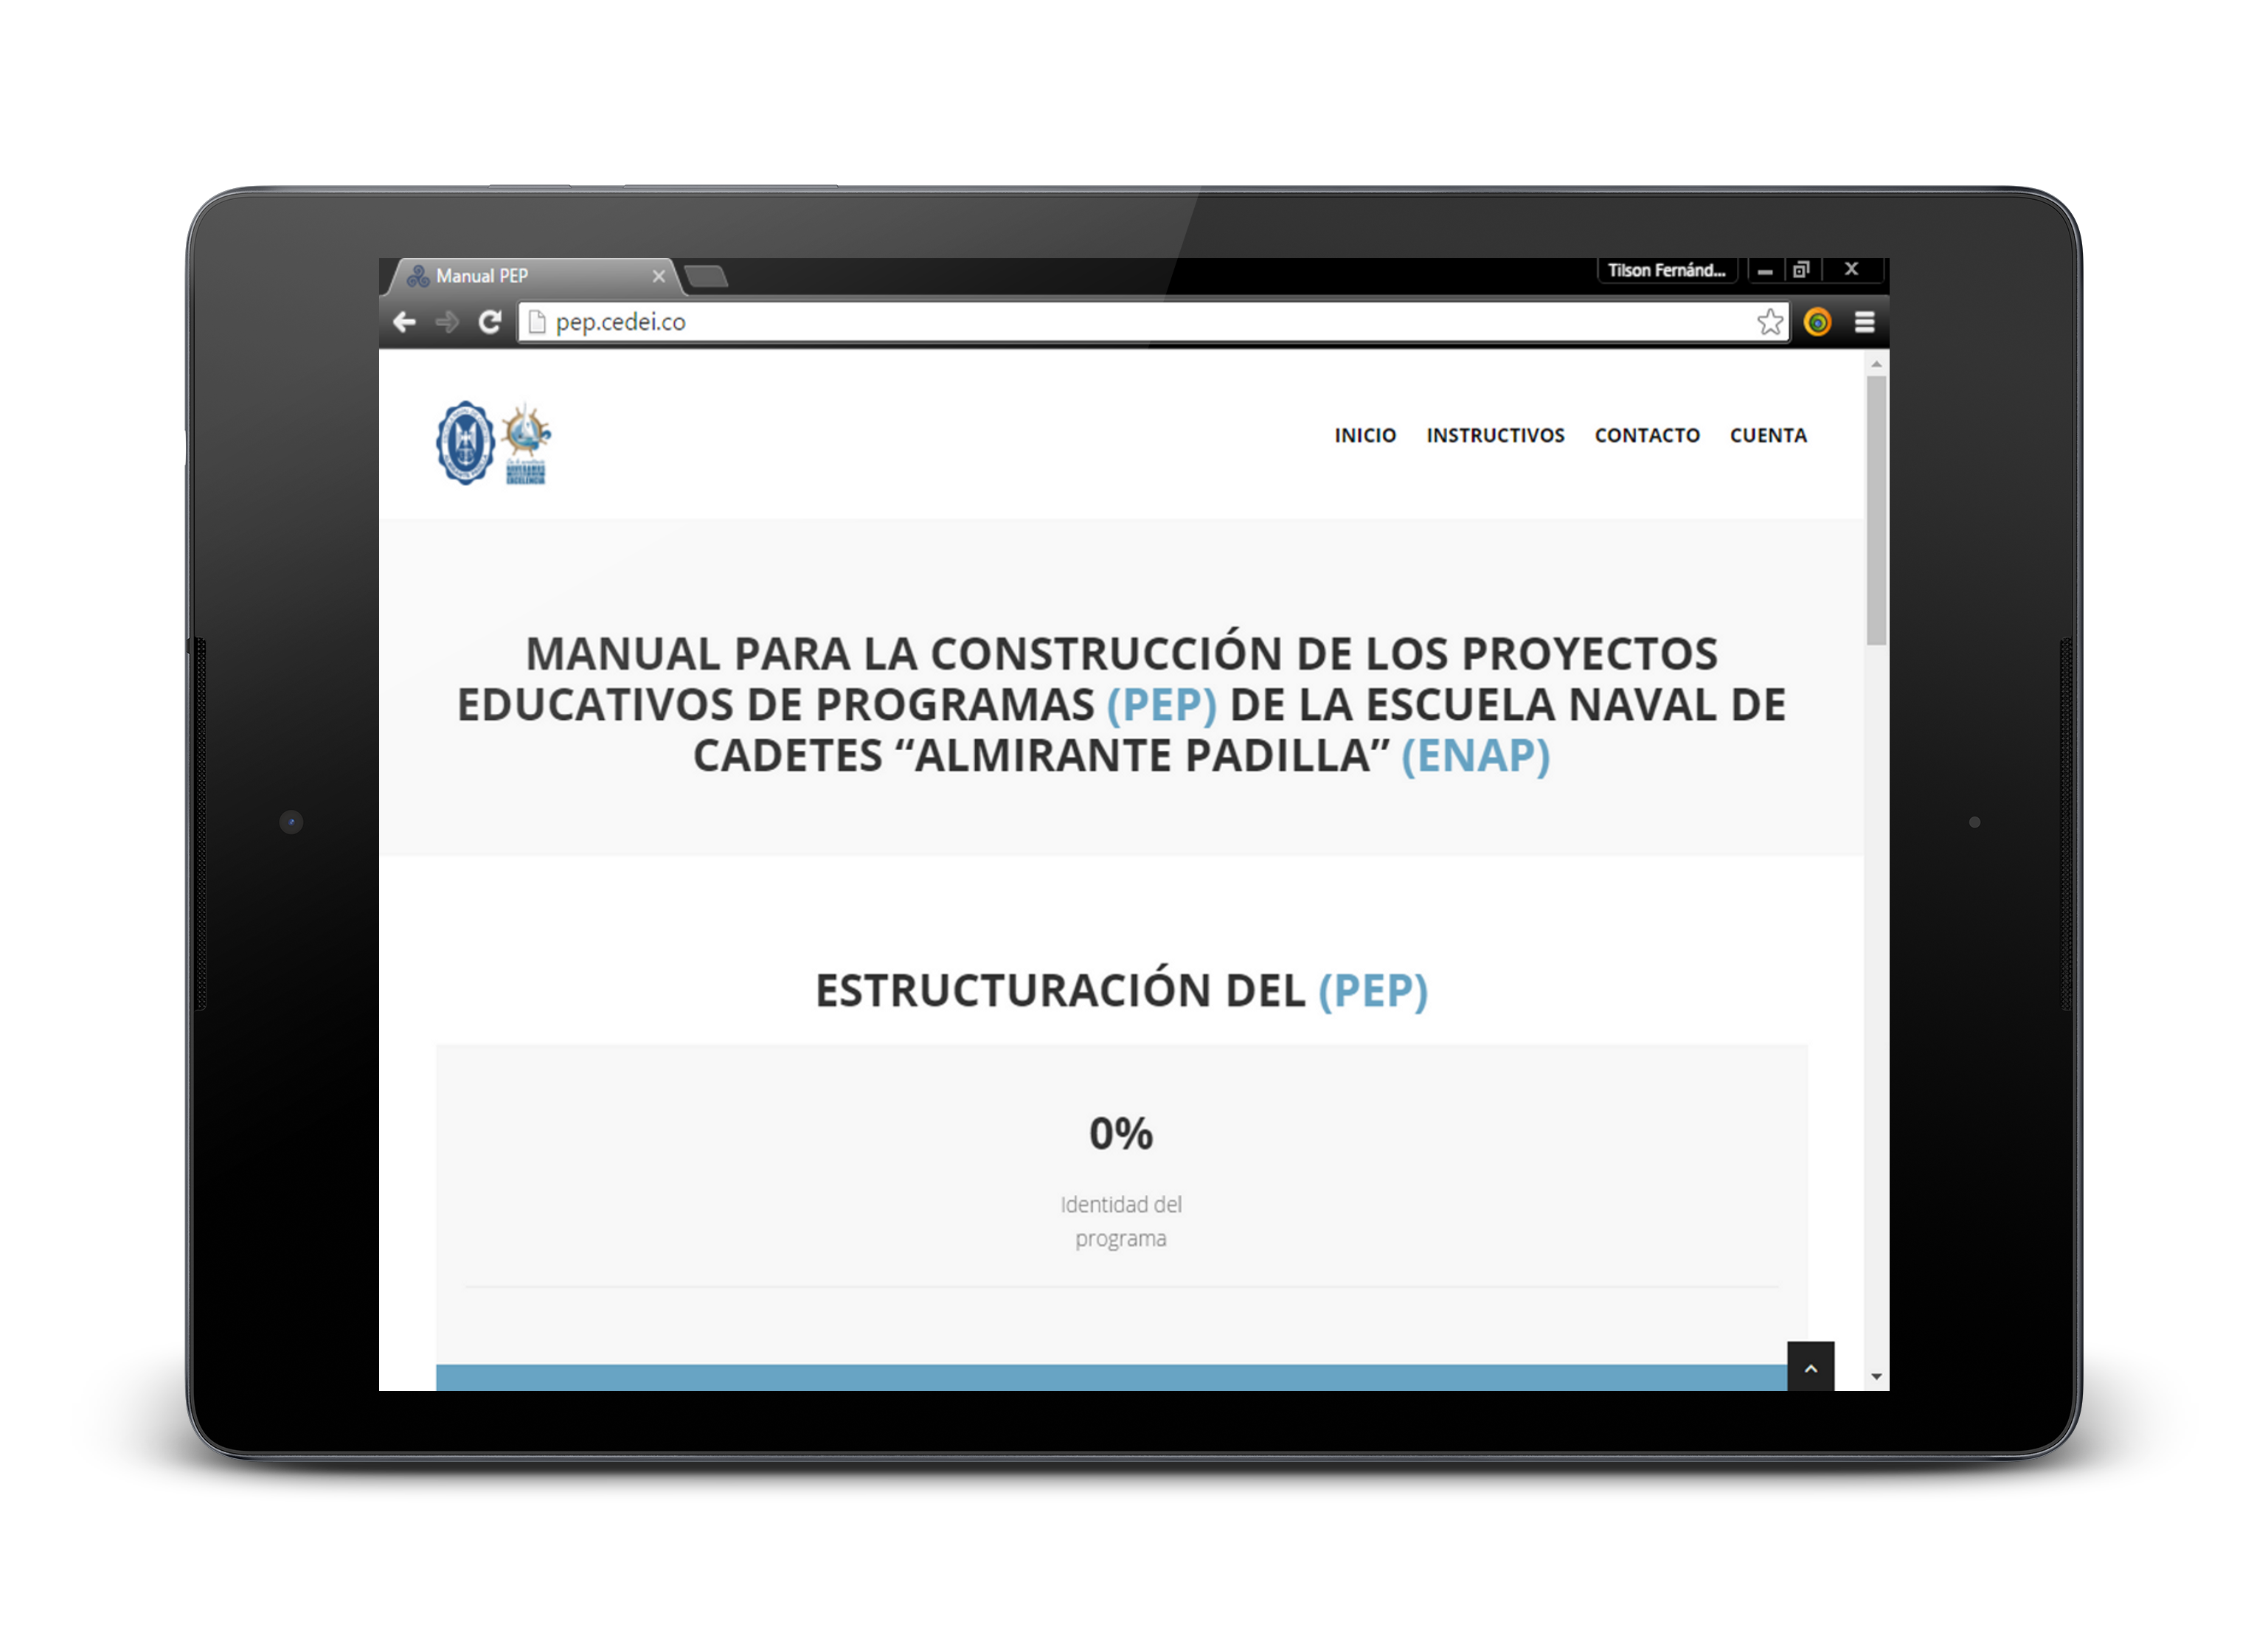 Manual PEP
Tilson Fernánd...
pep.cedei.co
INICIO INSTRUCTIVOS CONTACTO CUENTA
EXCELENCIA
MANUAL PARA LA CONSTRUCCIÓN DE LOS PROYECTOS
EDUCATIVOS DE PROGRAMAS (PEP) DE LA ESCUELA NAVAL DE
CADETES “ALMIRANTE PADILLA” (ENAP)
ESTRUCTURACIÓN DEL (PEP)
0%
Identidad del
programa